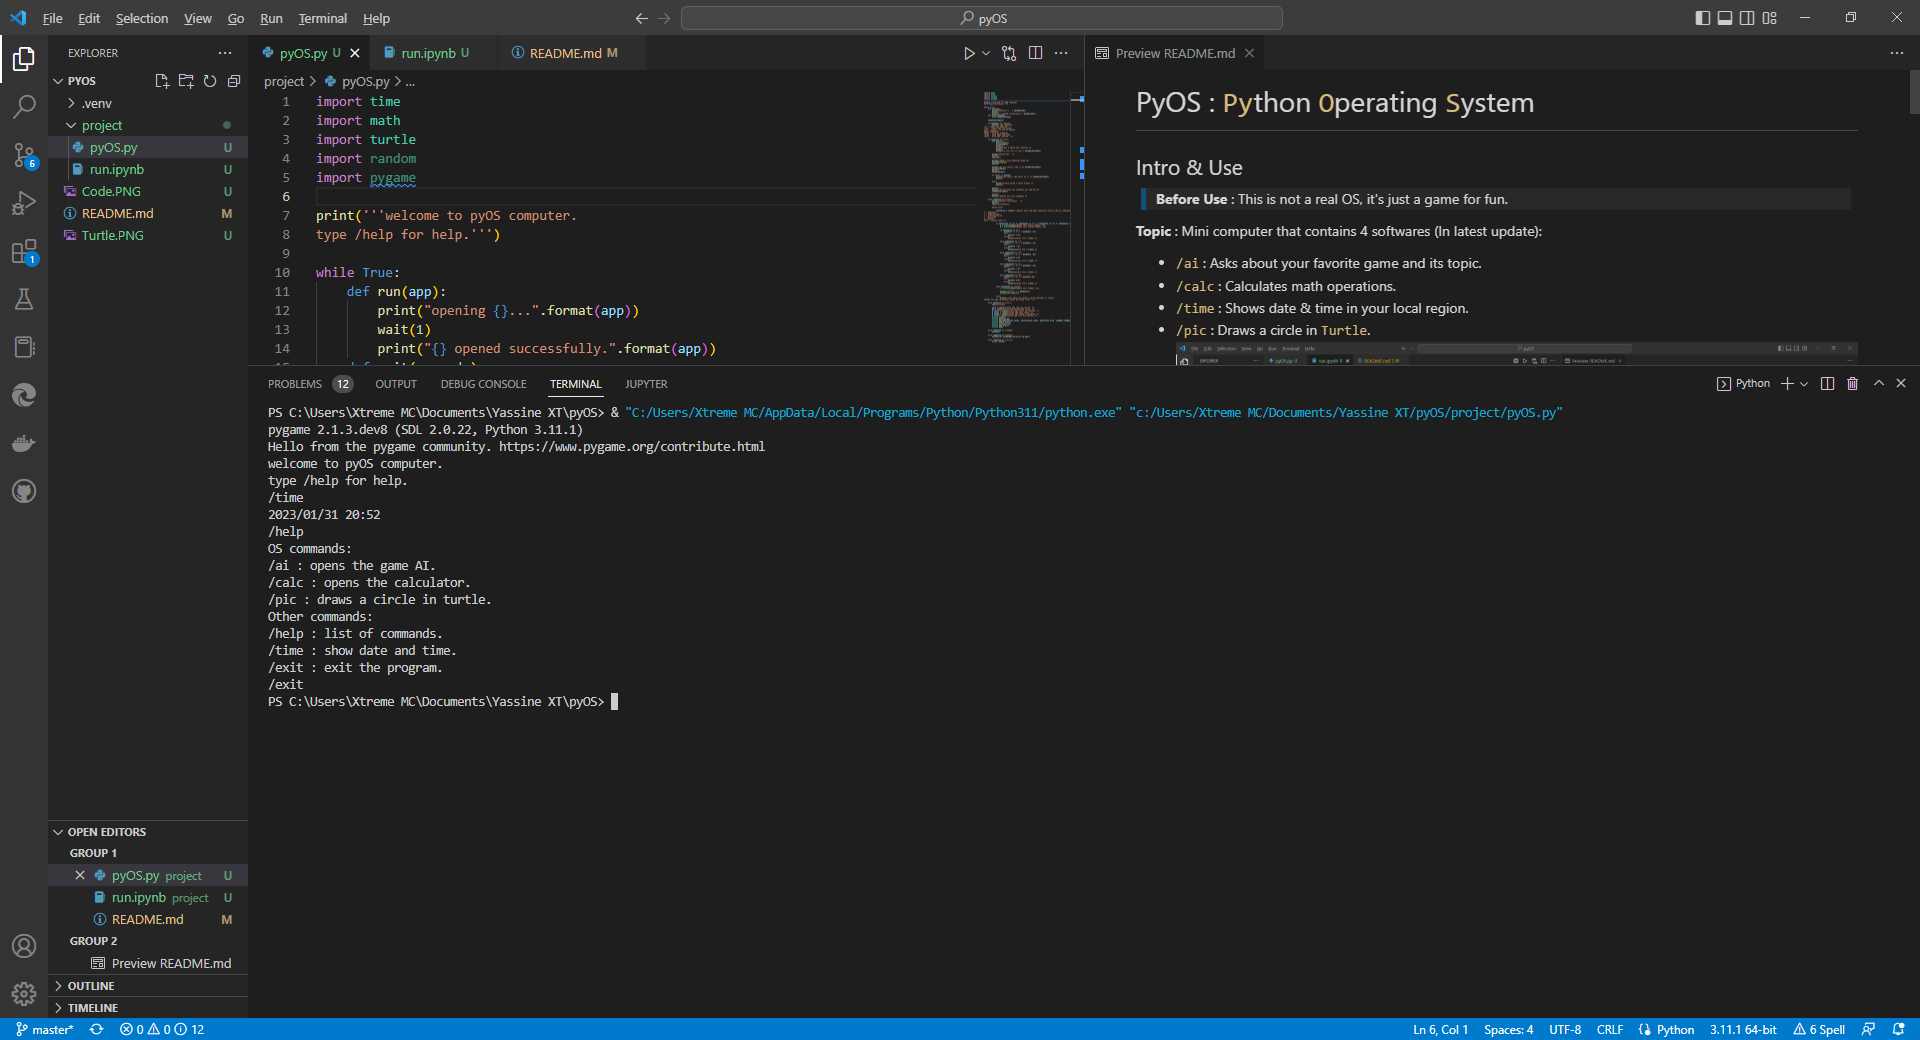 File Edit Selection View Go Run Terminal Help
pyOS
EXPLORER
PYOS
.venv
project
pyOS.py U
run.ipynb U
Code.PNG U
README.md M
Turtle.PNG U
OPEN EDITORS
GROUP 1
pyOS.py project U
run.ipynb project U
README.md M
GROUP 2
Preview README.md
OUTLINE
TIMELINE
6
1
pyOS.py U run.ipynb U README.md M
project > pyOS.py > ...
1 import time
2 import math
3 import turtle
4 import random
5 import pygame
6
7 print('''welcome to pyOS computer.
8 type /help for help.''')
9
10 while True:
11 def run(app):
12 print("opening {}...".format(app))
13 wait(1)
14 print("{} opened successfully.".format(app))
Preview README.md
PyOS : Python Operating System
Intro & Use
Before Use : This is not a real OS, it's just a game for fun.
Topic : Mini computer that contains 4 softwares (In latest update):
• /ai : Asks about your favorite game and its topic.
• /calc : Calculates math operations.
• /time : Shows date & time in your local region.
• /pic : Draws a circle in Turtle.
PROBLEMS 12 OUTPUT DEBUG CONSOLE TERMINAL JUPYTER
Python
PS C:\Users\Xtreme MC\Documents\Yassine XT\pyOS> & "C:/Users/Xtreme MC/AppData/Local/Programs/Python/Python311/python.exe" "c:/Users/Xtreme MC/Documents/Yassine XT/pyOS/project/pyOS.py"
pygame 2.1.3.dev8 (SDL 2.0.22, Python 3.11.1)
Hello from the pygame community. https://www.pygame.org/contribute.html
welcome to pyOS computer.
type /help for help.
/time
2023/01/31 20:52
/help
OS commands:
/ai : opens the game AI.
/calc : opens the calculator.
/pic : draws a circle in turtle.
Other commands:
/help : list of commands.
/time : show date and time.
/exit : exit the program.
/exit
PS C:\Users\Xtreme MC\Documents\Yassine XT\pyOS>
master* 0 0 12
Ln 6, Col 1 Spaces: 4 UTF-8 CRLF Python 3.11.1 64-bit 6 Spell